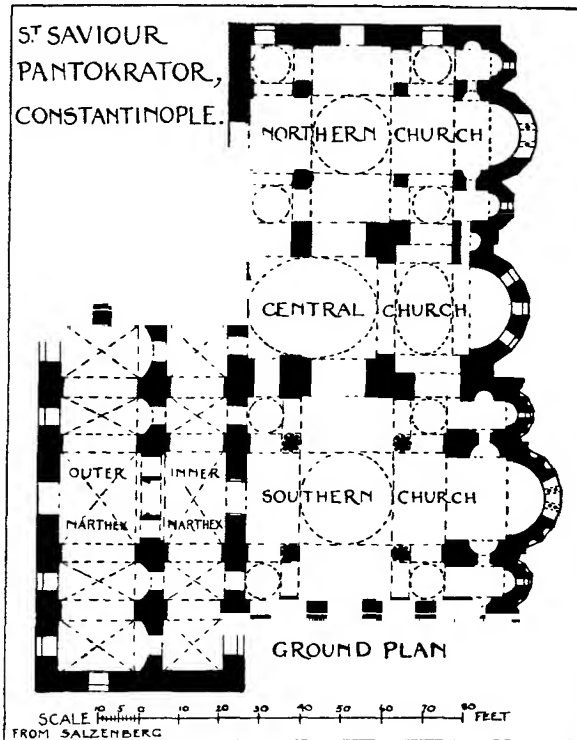 ST SAVIOUR
PANTOKRATOR,
CONSTANTINOPLE.
NORTHERN CHURCH
CENTRAL CHURCH
OUTER NARTHEX
INNER NARTHEX
SOUTHERN CHURCH
GROUND PLAN
SCALE 10 0 10 20 30 40 50 60 70 80 FEET
FROM SALZENBERG